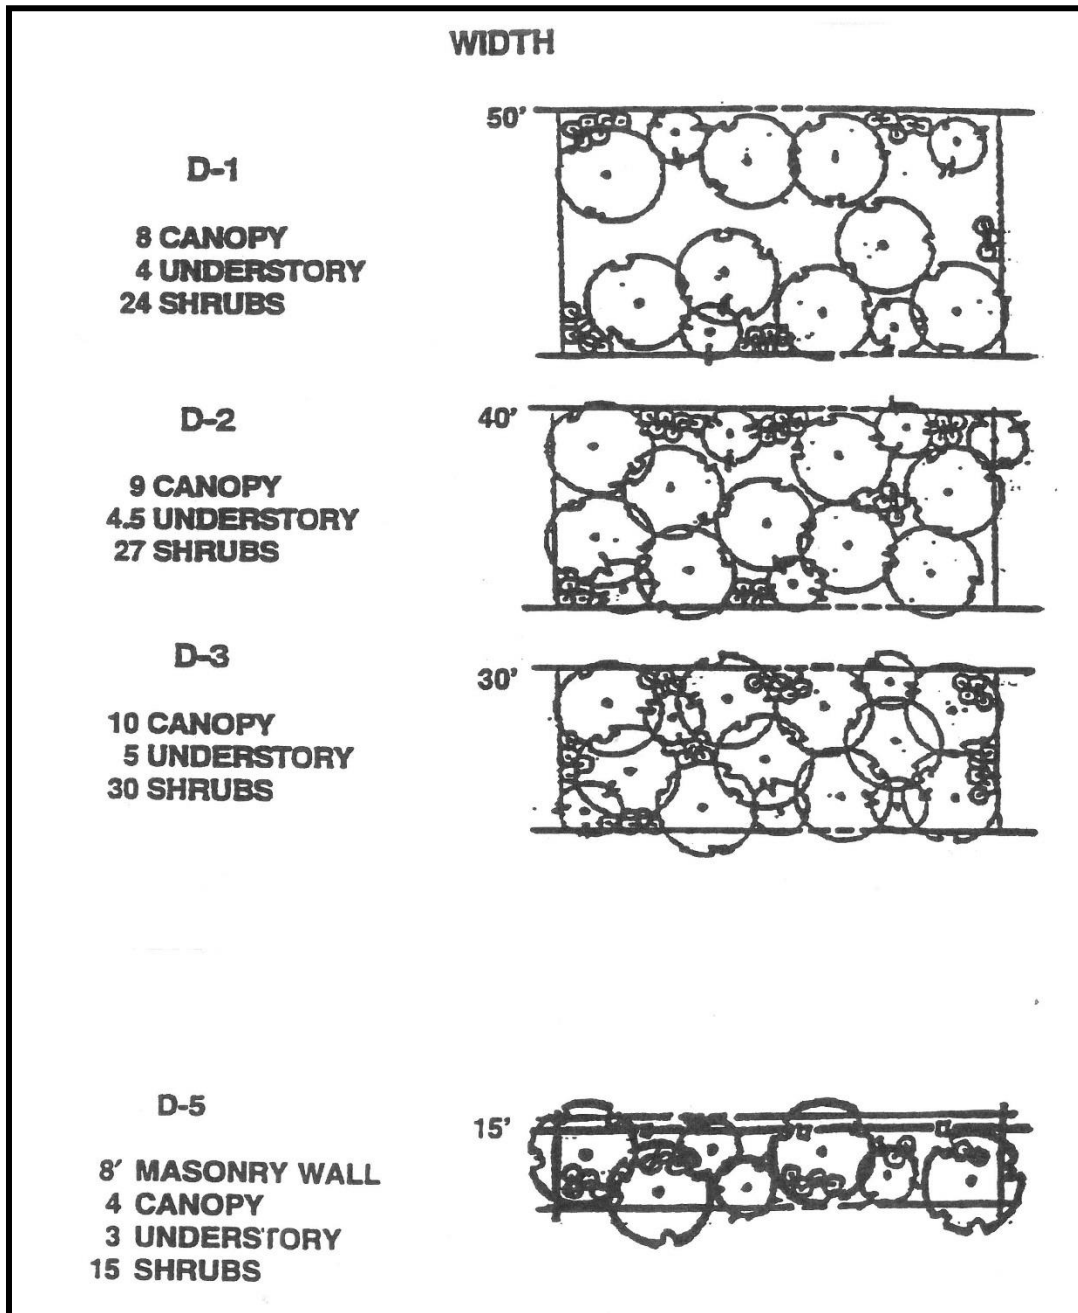 WIDTH
50'
D-1
8 CANOPY
4 UNDERSTORY
24 SHRUBS
D-2
40'
9 CANOPY
4.5 UNDERSTORY
27 SHRUBS
D-3
30'
10 CANOPY
5 UNDERSTORY
30 SHRUBS
D-5
15'
8' MASONRY WALL
4 CANOPY
3 UNDERSTORY
15 SHRUBS